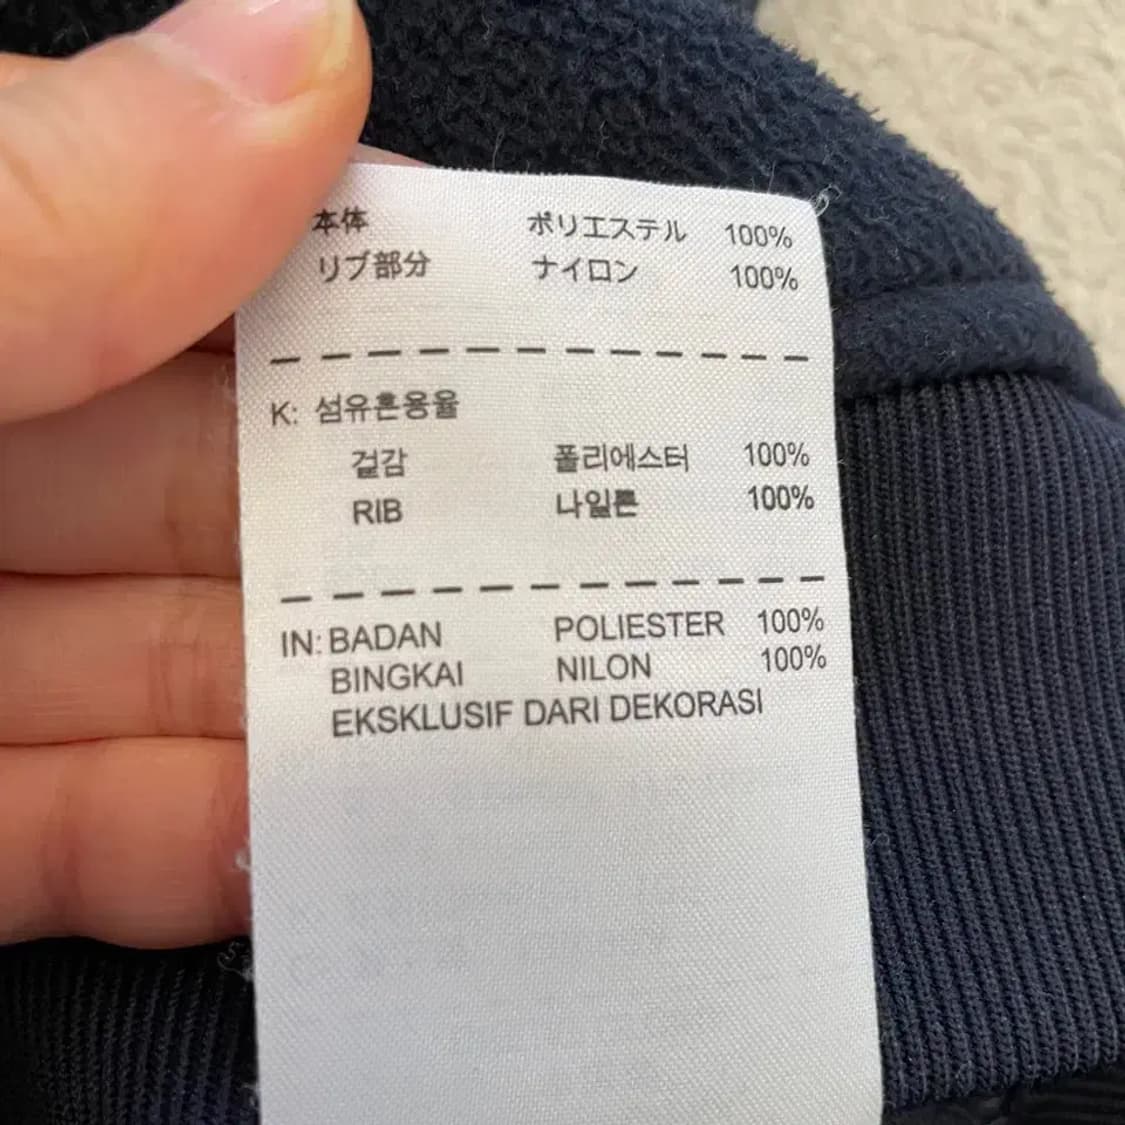 本体 ポリエステル 100%
リブ部分 ナイロン 100%
K: 섬유혼용율
겉감 폴리에스터 100%
RIB 나일론 100%
IN: BADAN POLIESTER 100%
BINGKAI NILON 100%
EKSKLUSIF DARI DEKORASI